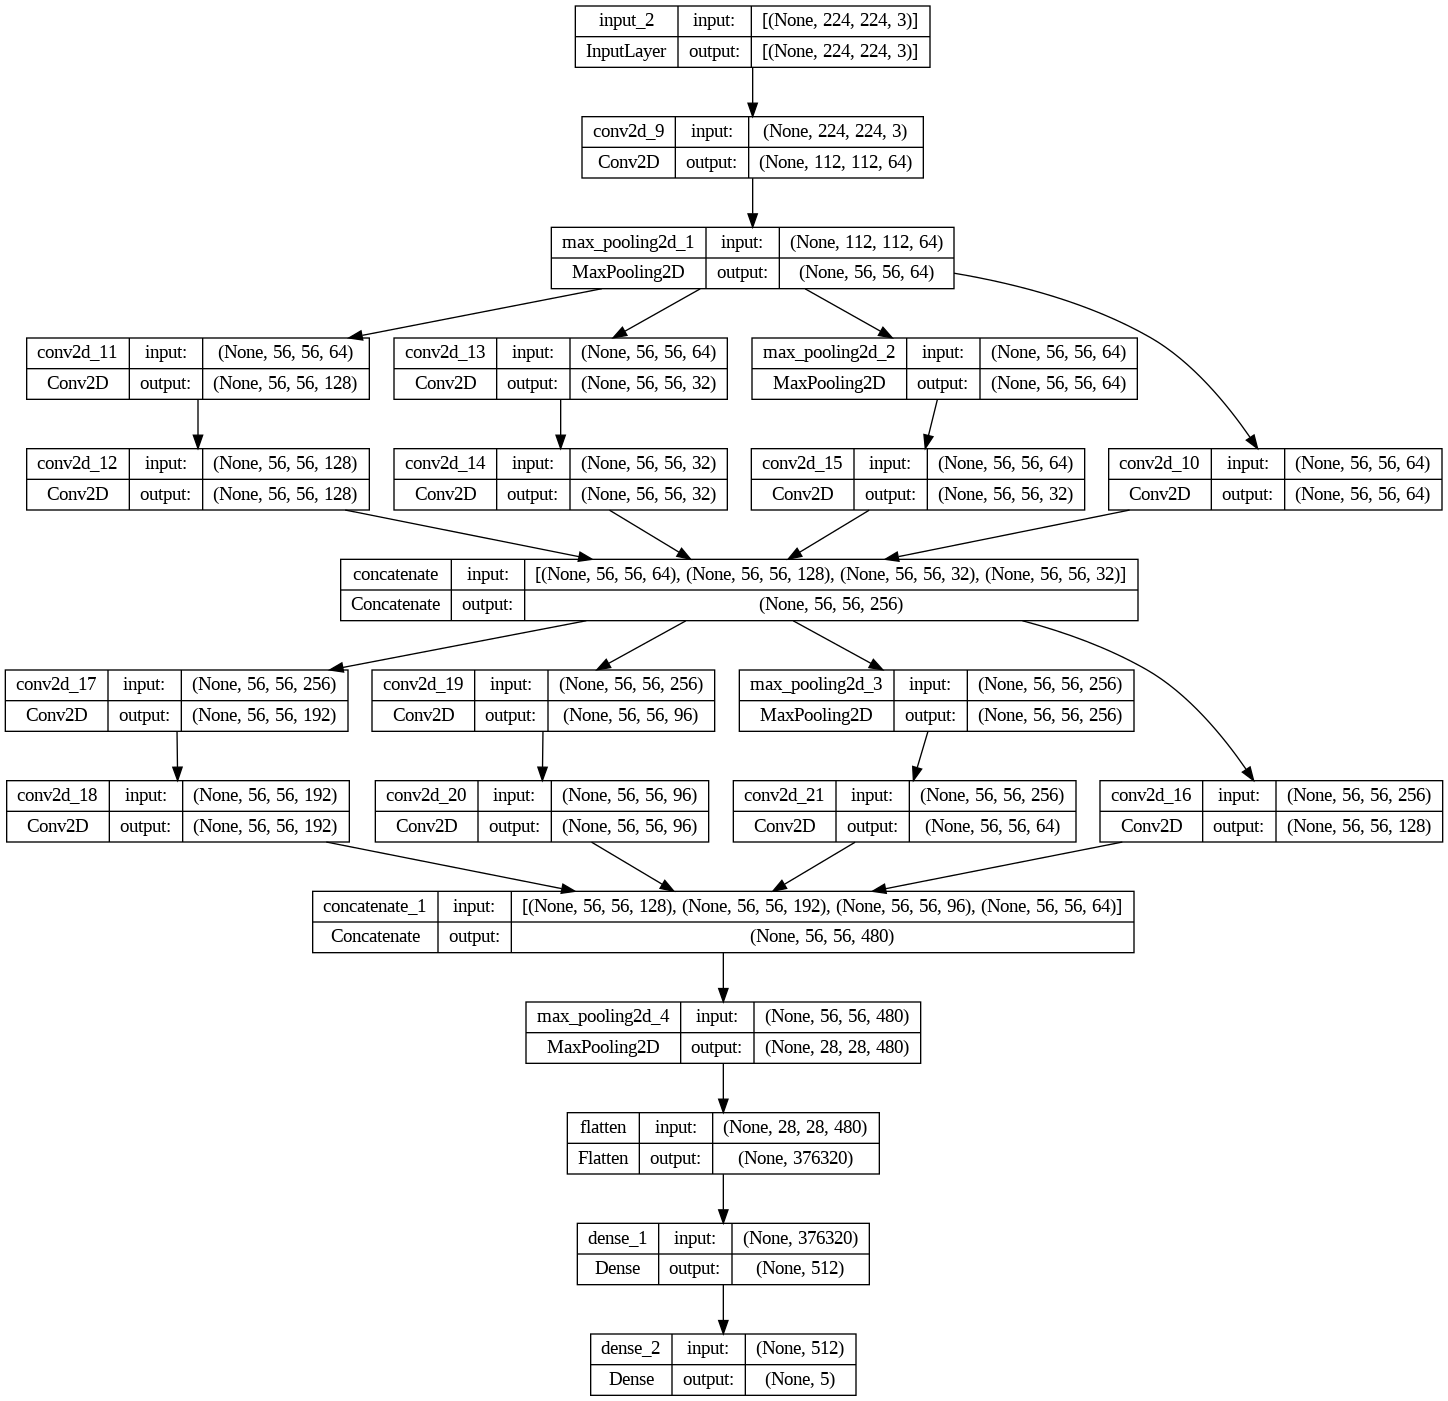 input_2 input: [(None, 224, 224, 3)]
InputLayer output: [(None, 224, 224, 3)]
conv2d_9 input: (None, 224, 224, 3)
Conv2D output: (None, 112, 112, 64)
max_pooling2d_1 input: (None, 112, 112, 64)
MaxPooling2D output: (None, 56, 56, 64)
conv2d_11 input: (None, 56, 56, 64)
Conv2D output: (None, 56, 56, 128)
conv2d_13 input: (None, 56, 56, 64)
Conv2D output: (None, 56, 56, 32)
max_pooling2d_2 input: (None, 56, 56, 64)
MaxPooling2D output: (None, 56, 56, 64)
conv2d_12 input: (None, 56, 56, 128)
Conv2D output: (None, 56, 56, 128)
conv2d_14 input: (None, 56, 56, 32)
Conv2D output: (None, 56, 56, 32)
conv2d_15 input: (None, 56, 56, 64)
Conv2D output: (None, 56, 56, 32)
conv2d_10 input: (None, 56, 56, 64)
Conv2D output: (None, 56, 56, 64)
concatenate input: [(None, 56, 56, 64), (None, 56, 56, 128), (None, 56, 56, 32), (None, 56, 56, 32)]
Concatenate output: (None, 56, 56, 256)
conv2d_17 input: (None, 56, 56, 256)
Conv2D output: (None, 56, 56, 192)
conv2d_19 input: (None, 56, 56, 256)
Conv2D output: (None, 56, 56, 96)
max_pooling2d_3 input: (None, 56, 56, 256)
MaxPooling2D output: (None, 56, 56, 256)
conv2d_18 input: (None, 56, 56, 192)
Conv2D output: (None, 56, 56, 192)
conv2d_20 input: (None, 56, 56, 96)
Conv2D output: (None, 56, 56, 96)
conv2d_21 input: (None, 56, 56, 256)
Conv2D output: (None, 56, 56, 64)
conv2d_16 input: (None, 56, 56, 256)
Conv2D output: (None, 56, 56, 128)
concatenate_1 input: [(None, 56, 56, 128), (None, 56, 56, 192), (None, 56, 56, 96), (None, 56, 56, 64)]
Concatenate output: (None, 56, 56, 480)
max_pooling2d_4 input: (None, 56, 56, 480)
MaxPooling2D output: (None, 28, 28, 480)
flatten input: (None, 28, 28, 480)
Flatten output: (None, 376320)
dense_1 input: (None, 376320)
Dense output: (None, 512)
dense_2 input: (None, 512)
Dense output: (None, 5)